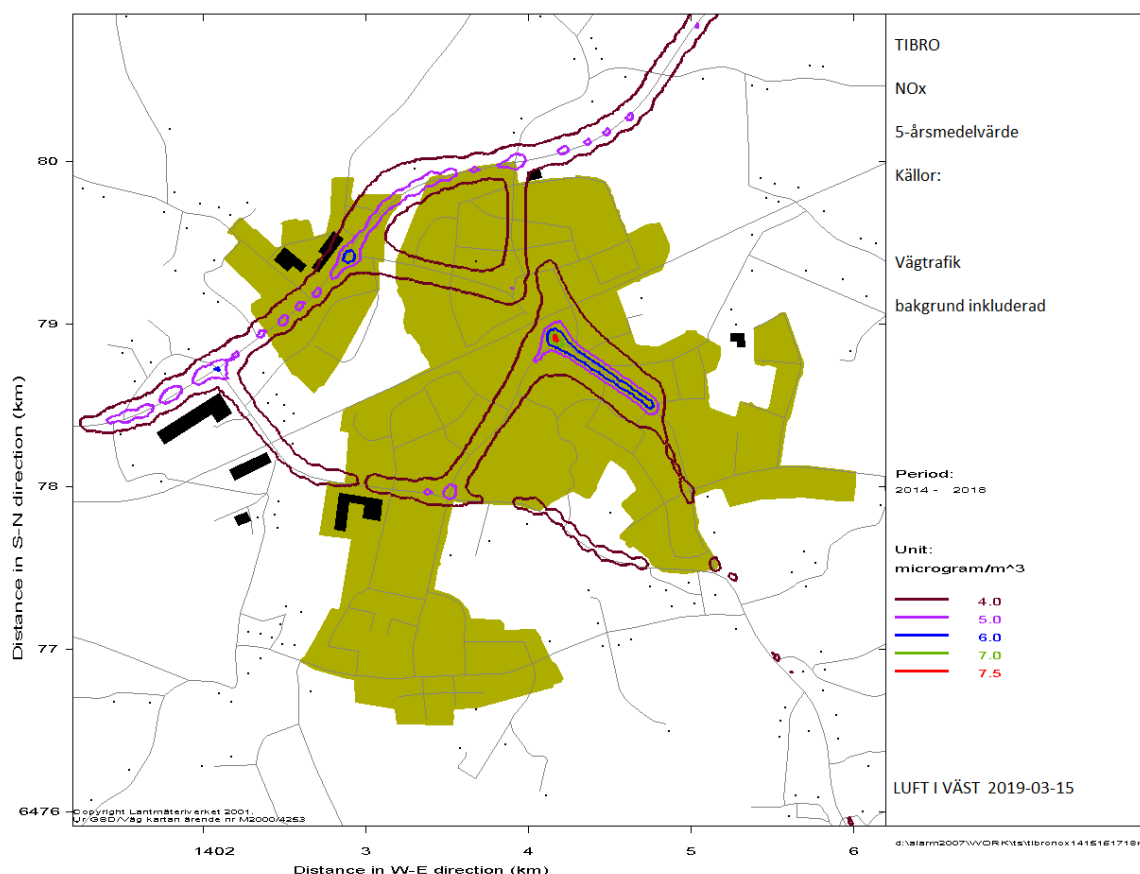 TIBRO
NOx
5-årsmedelvärde
Källor:
Vägtrafik
bakgrund inkluderad
Period:
2014 - 2018
Unit:
microgram/m^3
4.0
5.0
6.0
7.0
7.5
LUFT I VÄST 2019-03-15
Distance in S-N direction (km)
80
79
78
77
6476
Copyright Lantmäteriverket 2001.
Ur GSD/Väg kartan ärende nr M2000/4253
1402
3
4
5
6
Distance in W-E direction (km)